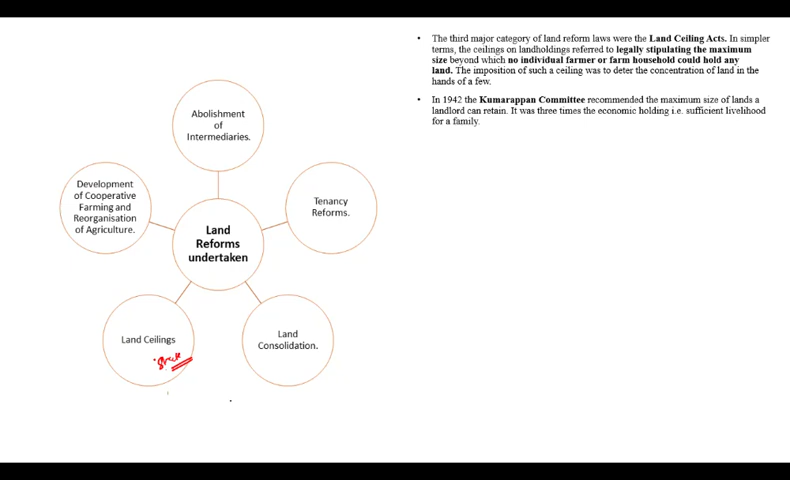 Abolishment
of
Intermediaries.
Development
of Cooperative
Farming and
Reorganisation
of Agriculture.
Tenancy
Reforms.
Land
Reforms
undertaken
Land Ceilings
Land
Consolidation.
• The third major category of land reform laws were the Land Ceiling Acts. In simpler
terms, the ceilings on landholdings referred to legally stipulating the maximum
size beyond which no individual farmer or farm household could hold any
land. The imposition of such a ceiling was to deter the concentration of land in the
hands of a few.
• In 1942 the Kumarappan Committee recommended the maximum size of lands a
landlord can retain. It was three times the economic holding i.e. sufficient livelihood
for a family.